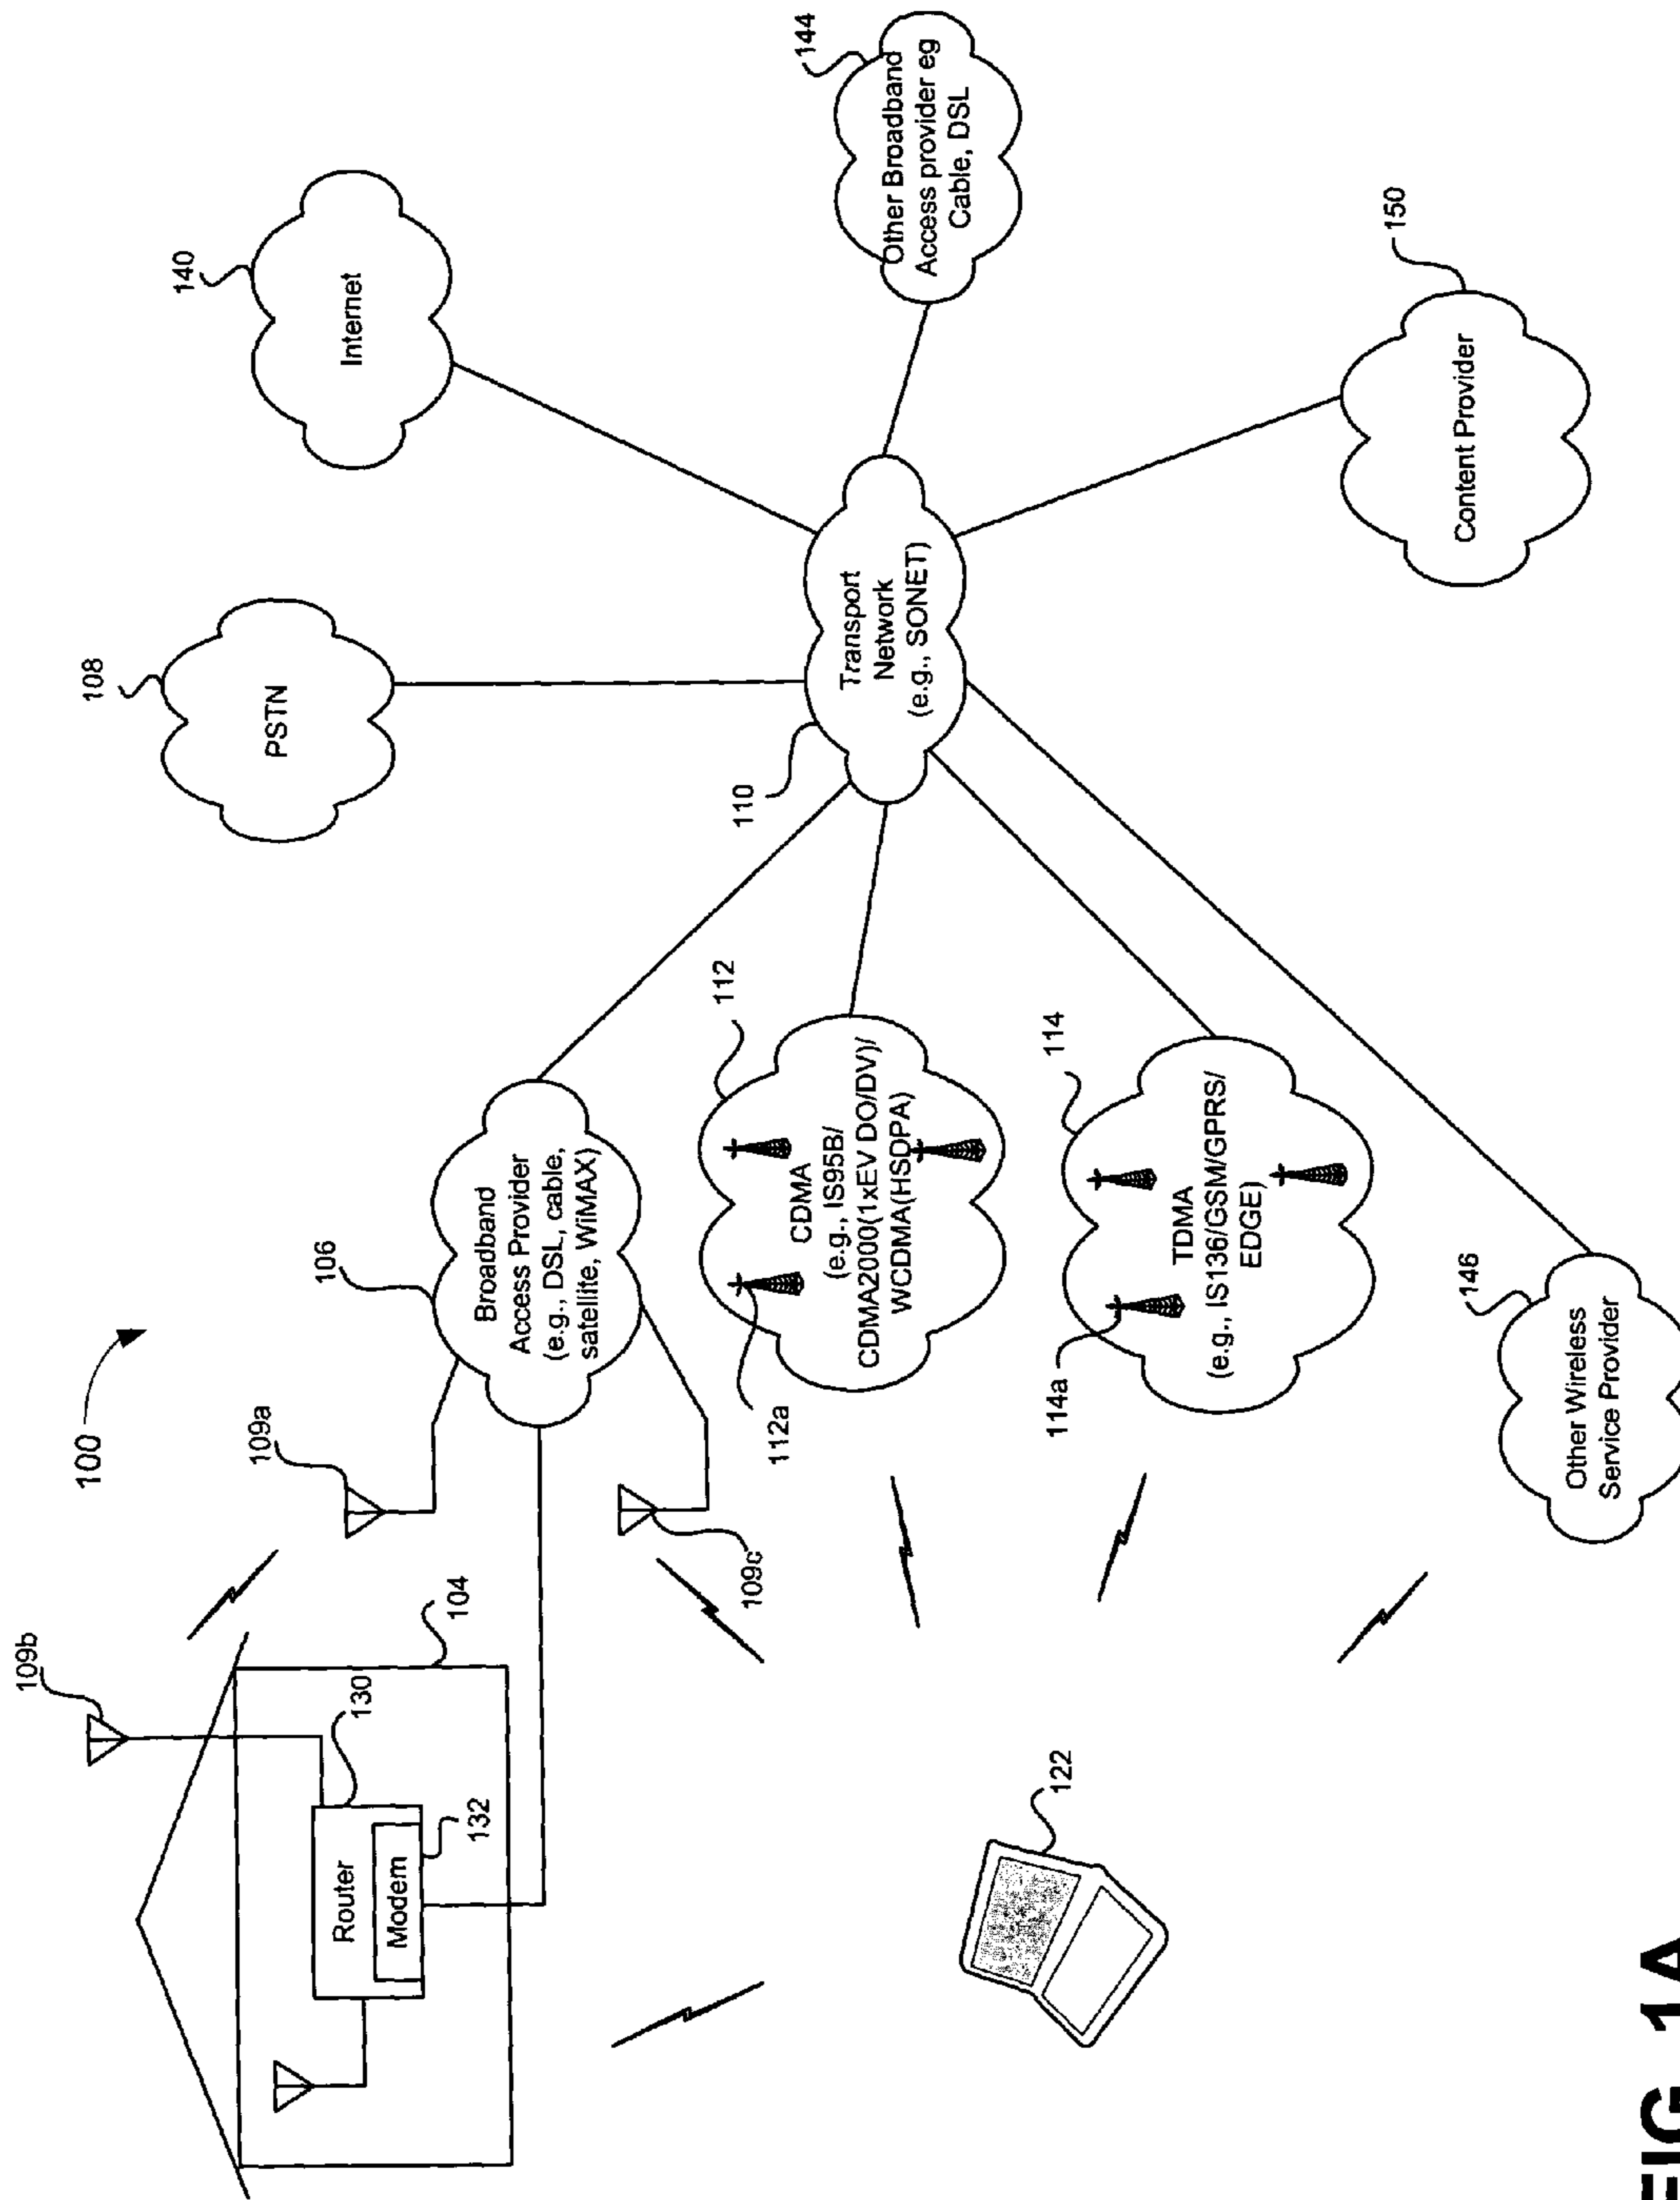 100
109b
109a
104
130
Router
132
Modem
109c
106
Broadband
Access Provider
(e.g., DSL, cable,
satellite, WiMAX)
108
PSTN
140
Internet
144
Other Broadband
Access provider eg
Cable, DSL
110
Transport
Network
(e.g., SONET)
112
CDMA
(e.g., IS95B/
CDMA2000(1xEV DO/DV)/
WCDMA(HSDPA)
112a
114
TDMA
(e.g., IS136/GSM/GPRS/
EDGE)
114a
122
146
Other Wireless
Service Provider
150
Content Provider
FIG. 1A